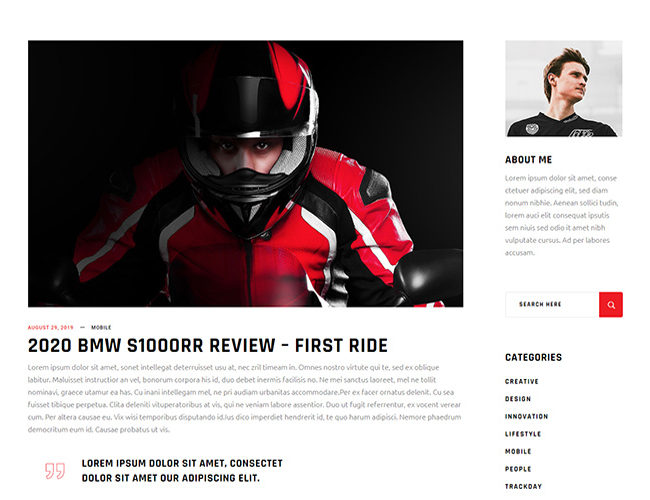 AUGUST 29, 2019 — MOBILE
2020 BMW S1000RR REVIEW – FIRST RIDE
Lorem ipsum dolor sit amet, sonet intellegat deterruisset usu at, nec zril timeam in. Omnes nostro virtute qui te, sed ex oblique
labitur. Maluisset instructior an vel, bonorum corpora his id, duo debet inermis facilisis no. Ne mei sanctus laoreet, mel ne tollit
nominavi, graece utamur ea has. Cu inani intellegam mel, ne pri audiam urbanitas accommodare.Per ex facer ornatus delenit. Cu sea
fuisset tibique perpetua. Clita deleniti vituperatoribus at vis, qui ne veniam labore assentior. Duo ut fugit referrentur, ex vocent verear
cum. Per altera causae eu. Vix wisi temporibus disputando id.Ius dico imperdiet hendrerit id, te quo harum adipisci. Nemore phaedrum
democritum eum id. Causae probatus ut vis.
LOREM IPSUM DOLOR SIT AMET, CONSECTET
DOLOR SIT AMET OUR ADIPISCING ELIT.
ABOUT ME
Lorem ipsum dolor sit amet, conse
ctetuer adipiscing elit, sed diam
nonum nibhie. Aenean sollici tudin,
lorem auci elit consequat ipsutis
sem niuis sed odio it amet nibh
vulputate cursus. Ad per labores
accusam.
SEARCH HERE
CATEGORIES
CREATIVE
DESIGN
INNOVATION
LIFESTYLE
MOBILE
PEOPLE
TRACKDAY